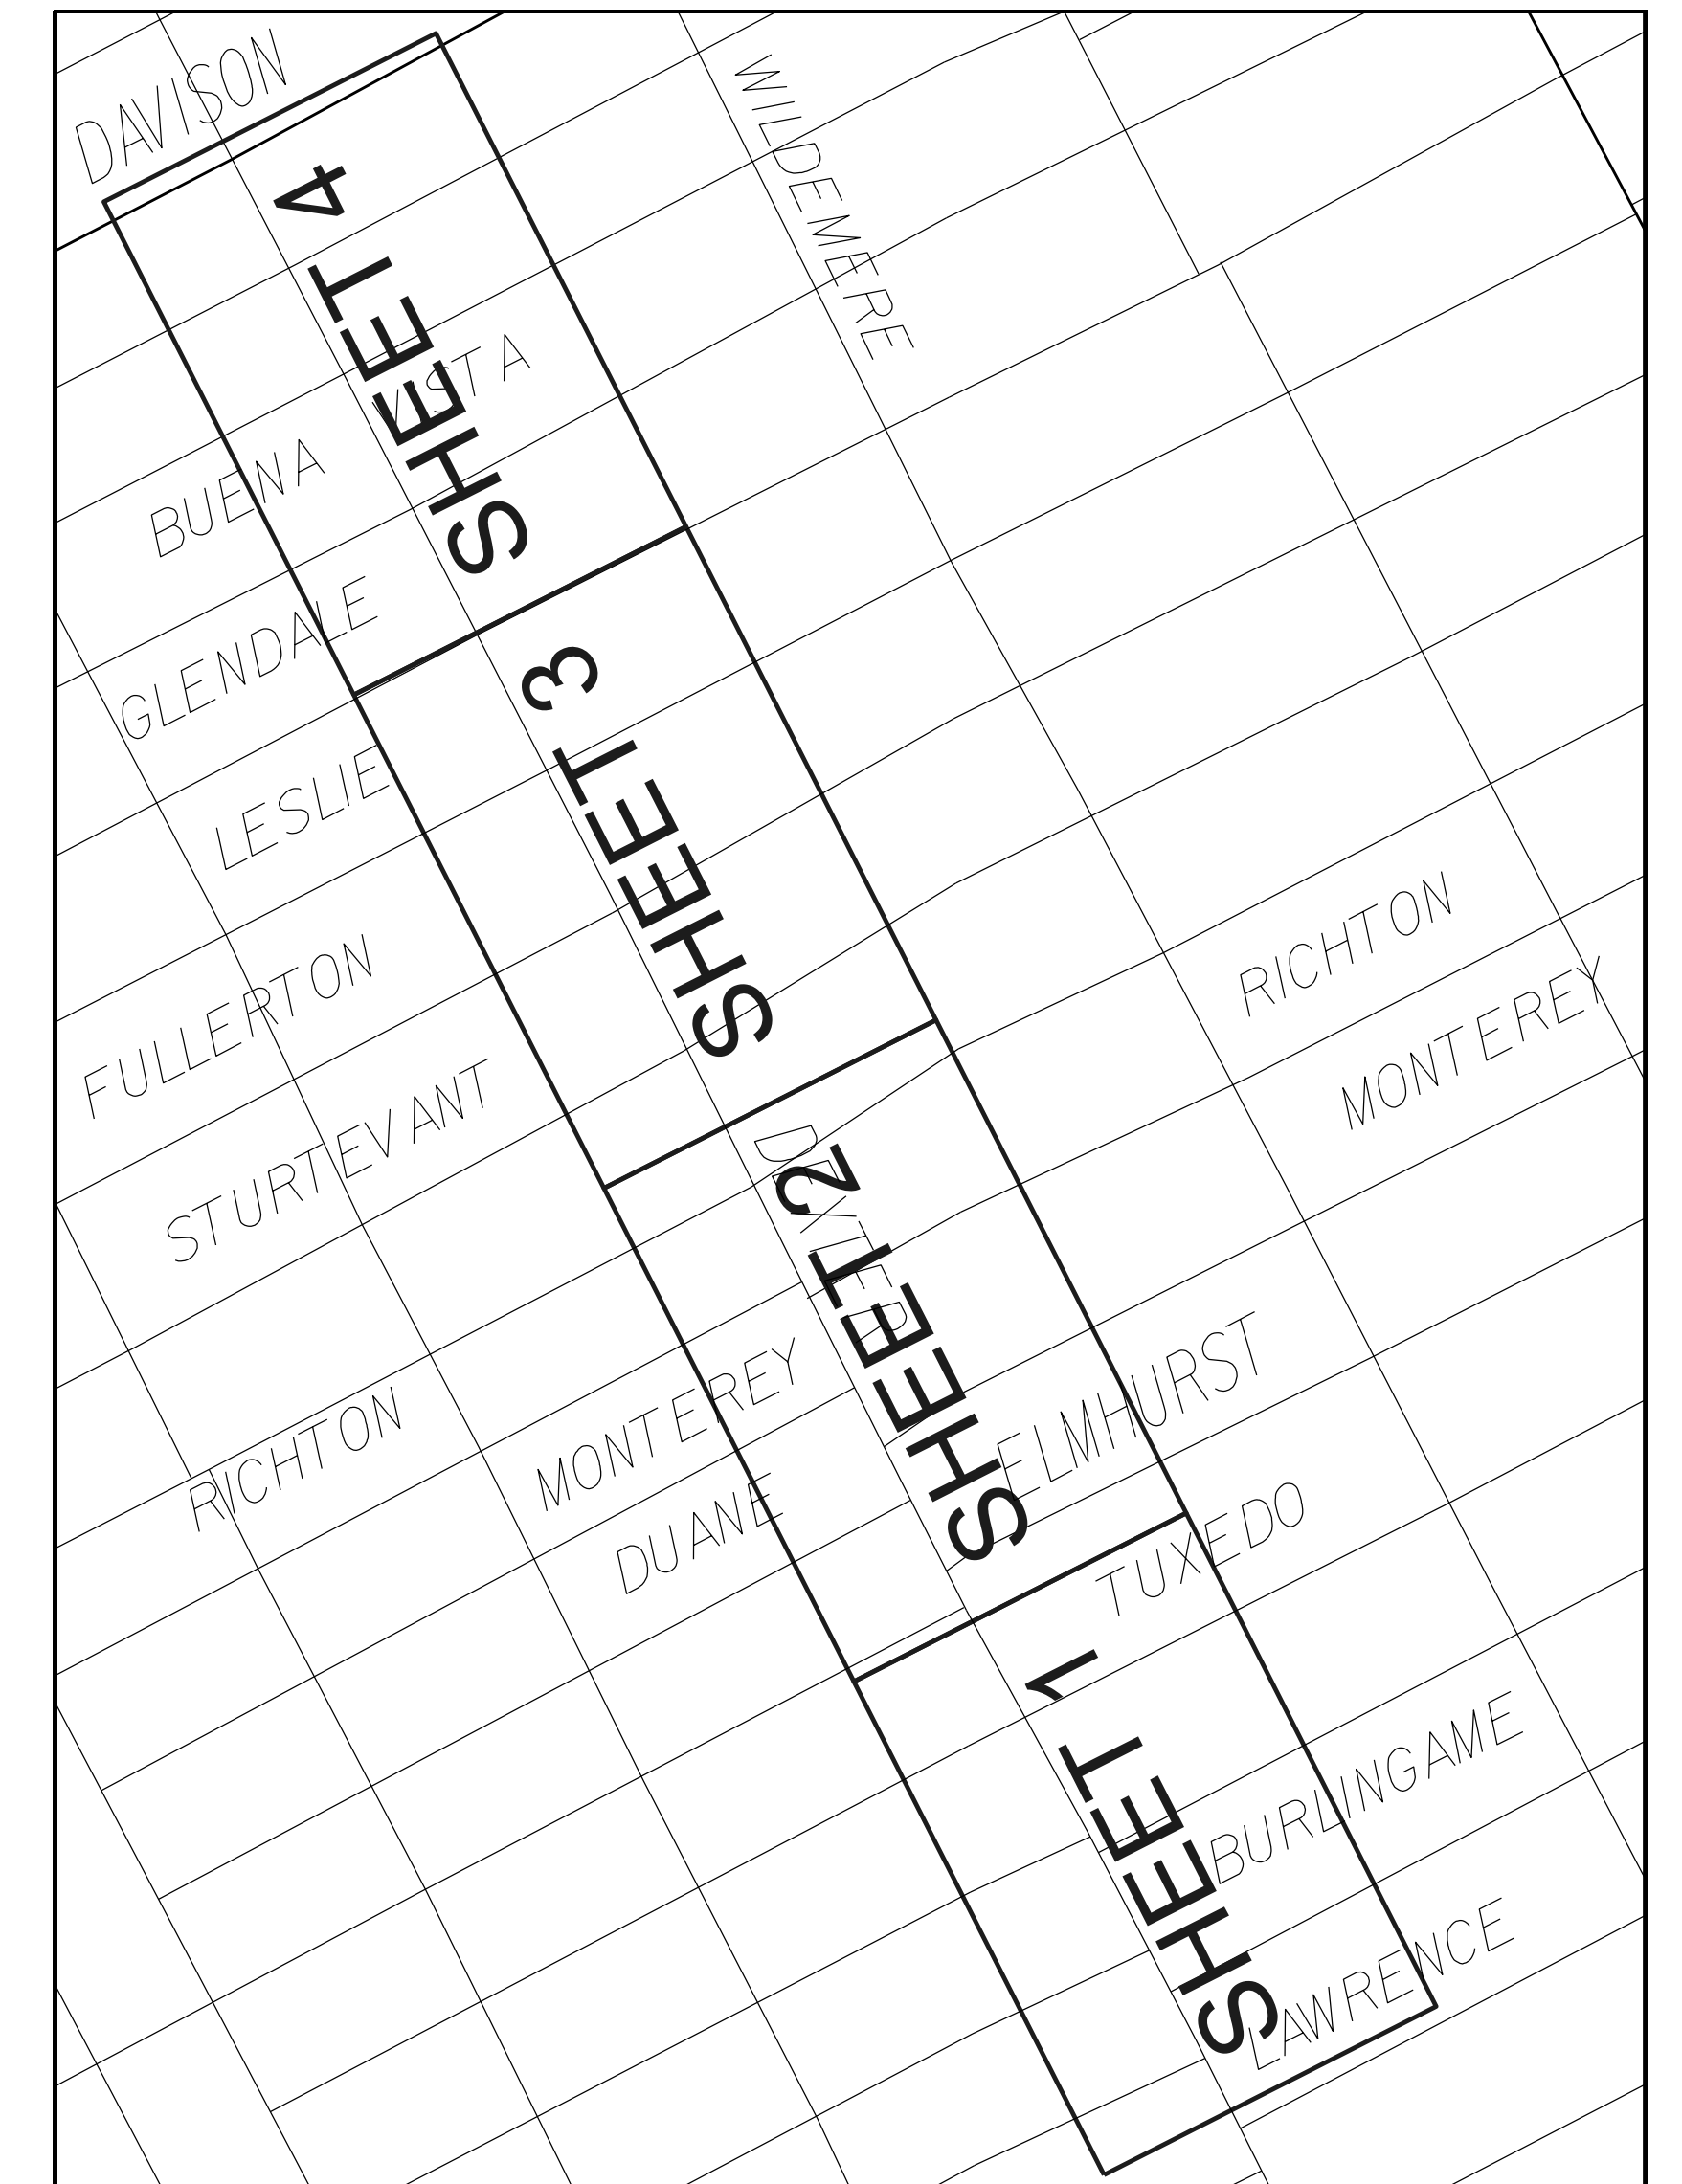 DAVISON
WILDEMERE
SHEET 4
BUENA VISTA
GLENDALE
SHEET 3
LESLIE
FULLERTON
RICHTON
MONTEREY
STURTEVANT
DEXTER
SHEET 2
RICHTON
MONTEREY
ELMHURST
DUANE
TUXEDO
SHEET 1
BURLINGAME
LAWRENCE